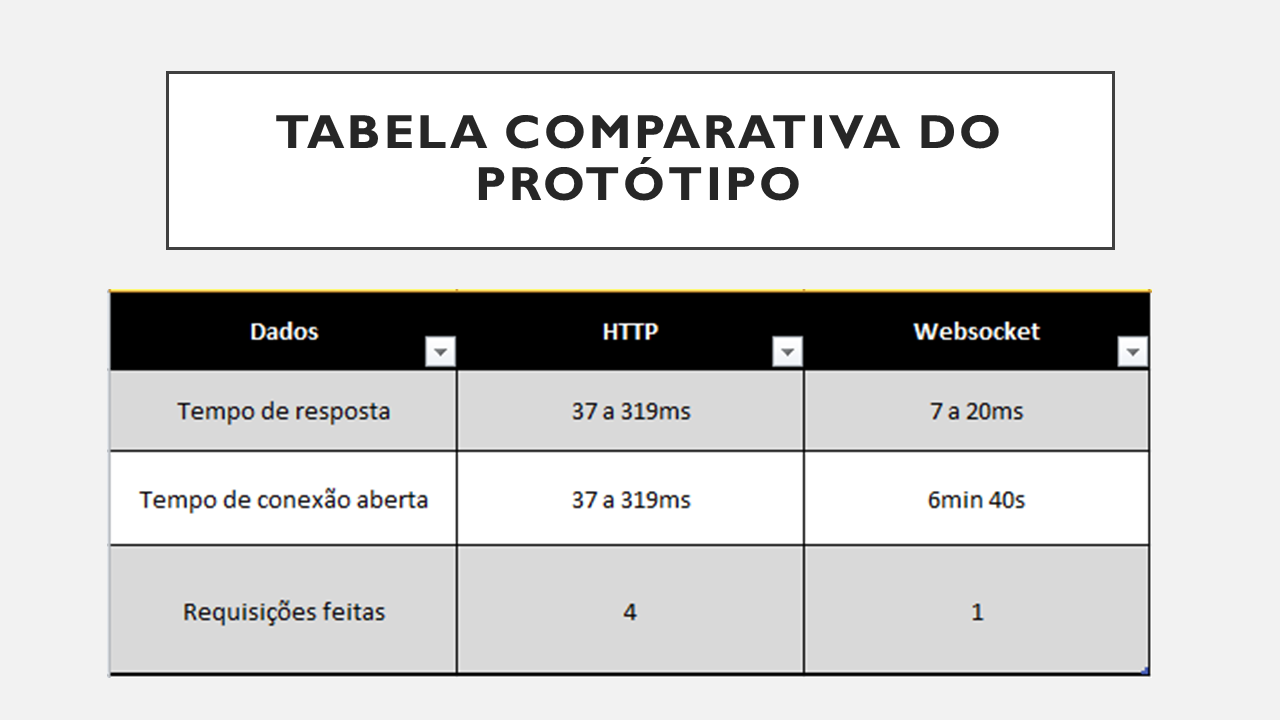 TABELA COMPARATIVA DO
PROTÓTIPO
Dados HTTP Websocket
Tempo de resposta 37 a 319ms 7 a 20ms
Tempo de conexão aberta 37 a 319ms 6min 40s
Requisições feitas 4 1